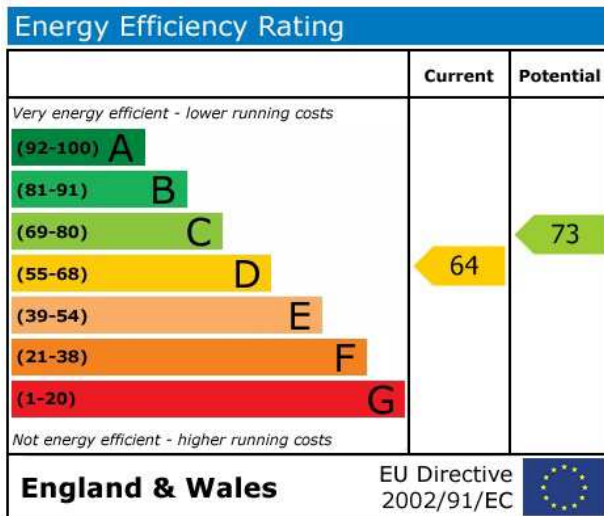 Energy Efficiency Rating
Current Potential
Very energy efficient - lower running costs
(92-100) A
(81-91) B
(69-80) C
73
(55-68) D
64
(39-54) E
(21-38) F
(1-20) G
Not energy efficient - higher running costs
England & Wales
EU Directive
2002/91/EC